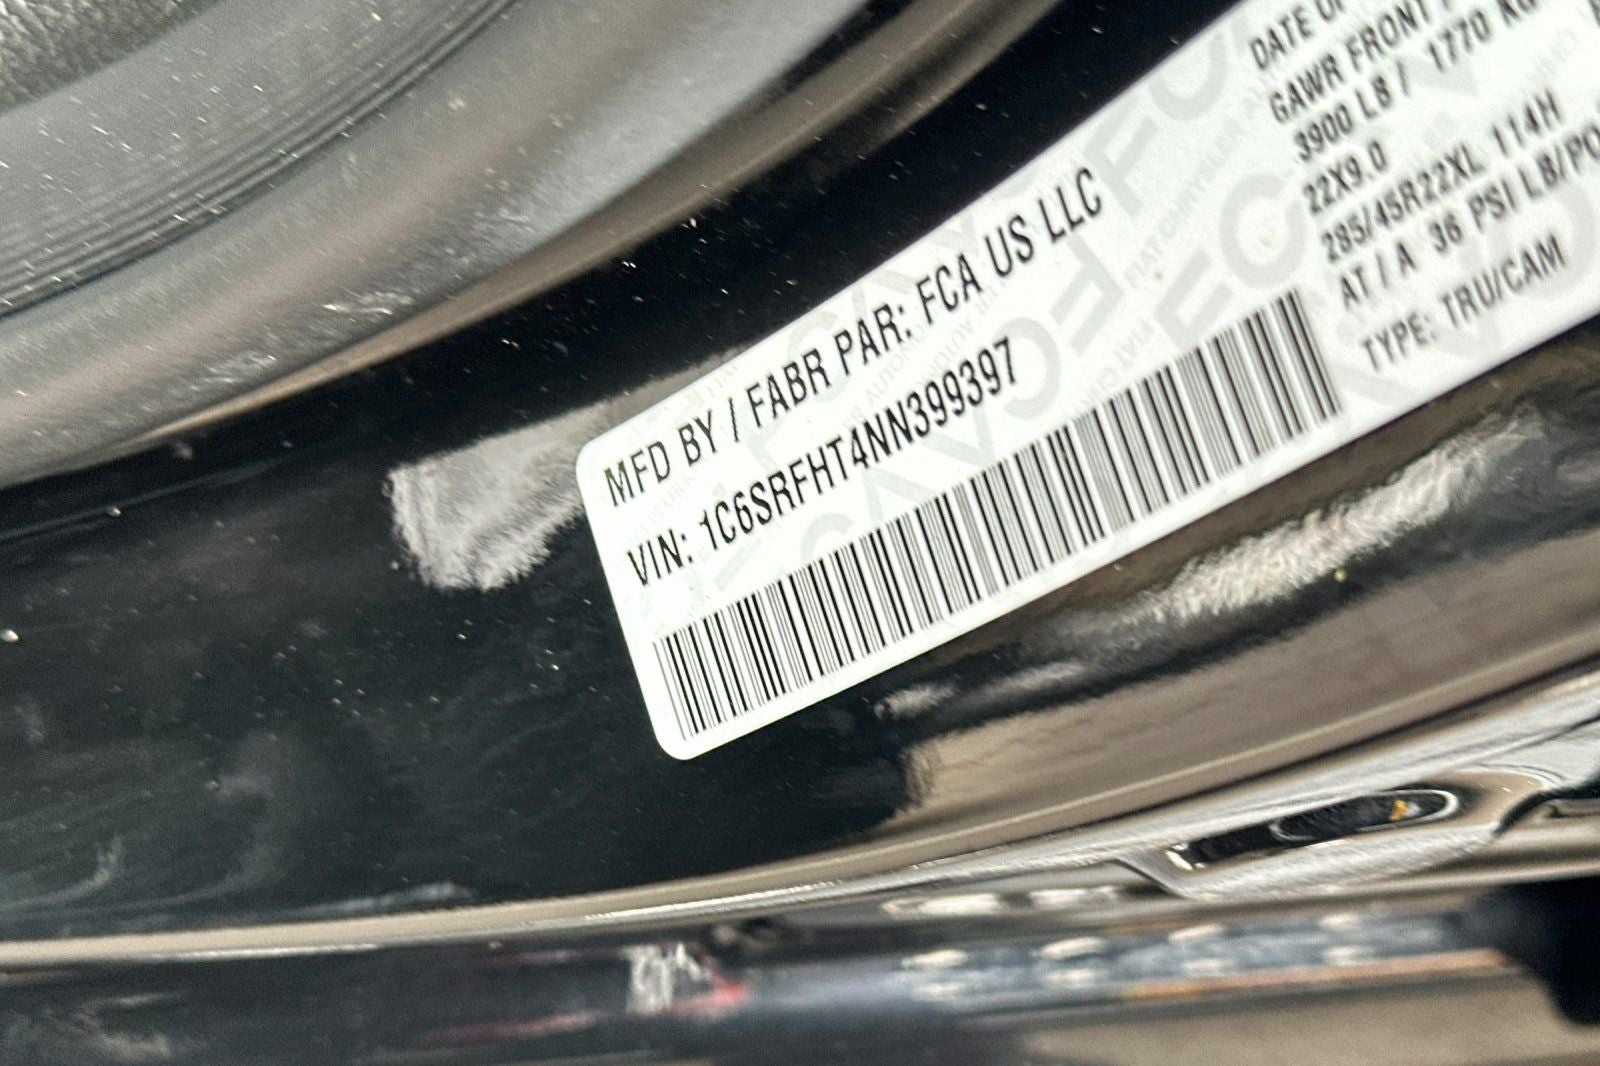 MFD BY / FABR PAR: FCA US LLC
VIN: 1C6SRFHT4NN399397
DATE OF
GAWR FRONT
3900 LB / 1770 KG
22X9.0
285/45R22XL 114H
AT / A 36 PSI LB/PO
TYPE: TRU/CAM